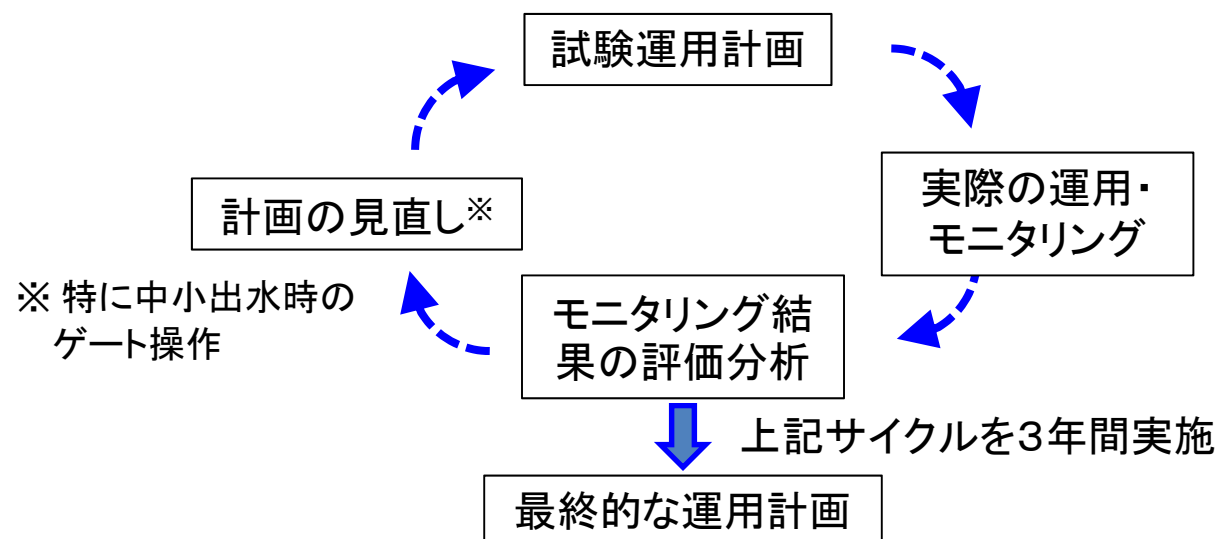 試験運用計画
実際の運用・
モニタリング
計画の見直し※
※ 特に中小出水時の
ゲート操作
モニタリング結
果の評価分析
上記サイクルを３年間実施
最終的な運用計画